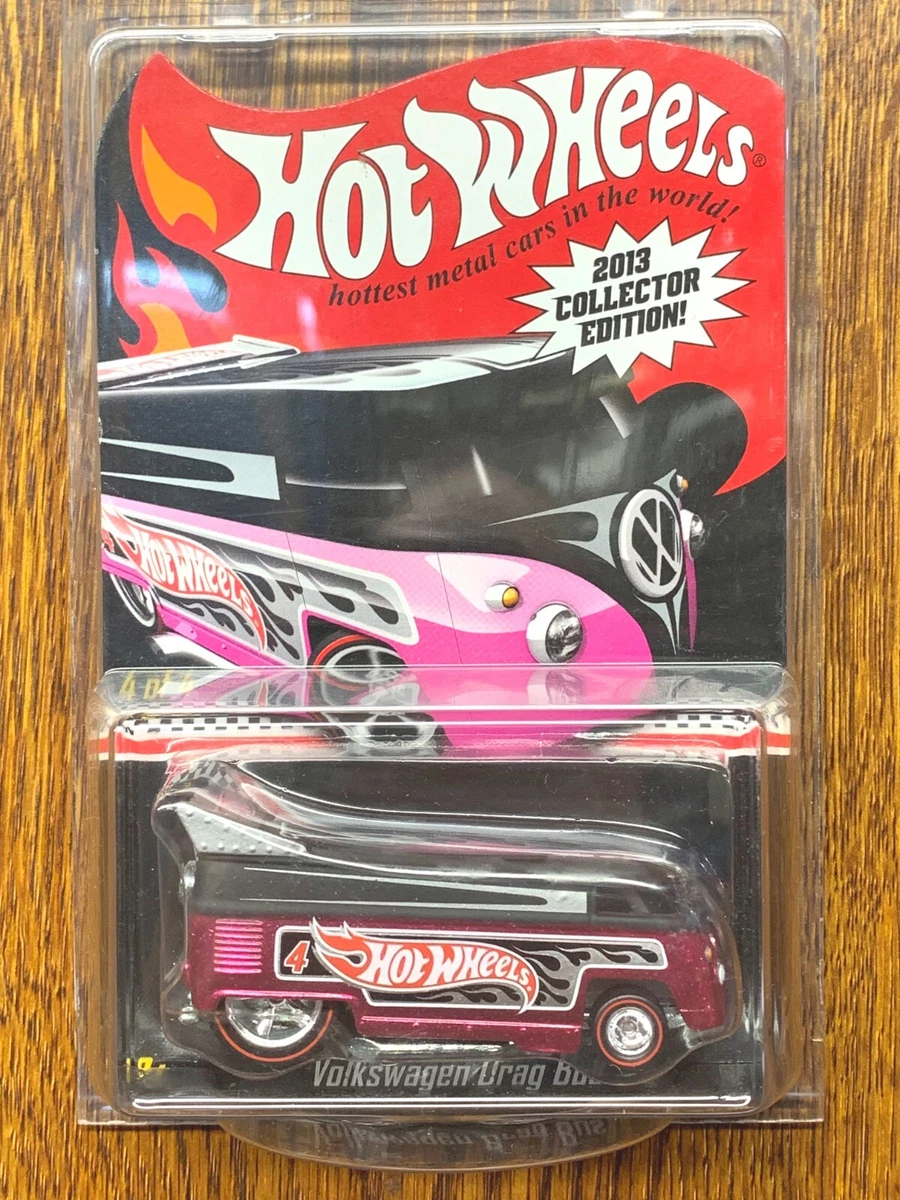 HOT WHEELS®
hottest metal cars in the world!
2013
COLLECTOR
EDITION!
HOT WHEELS
4 of 4
4
HOT WHEELS
Volkswagen Drag Bus